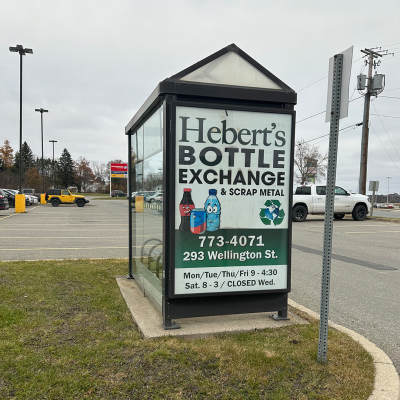 Hebert's
BOTTLE
EXCHANGE
& SCRAP METAL
773-4071
293 Wellington St.
Mon/Tue/Thu/Fri 9 - 4:30
Sat. 8 - 3 / CLOSED Wed.